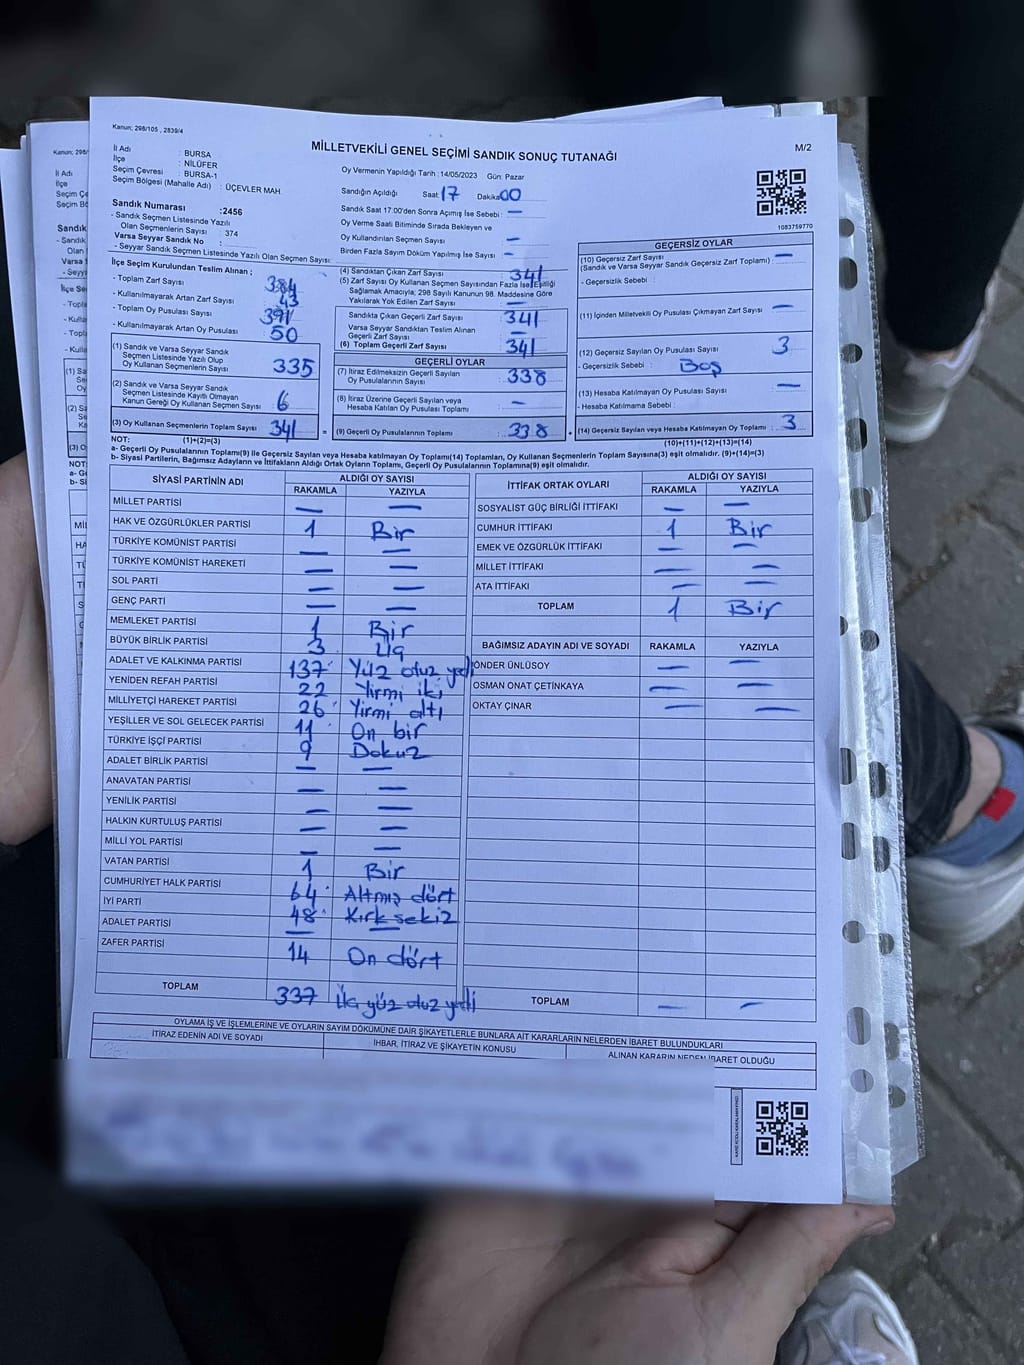 Kanun; 298/105 , 2839/4
MİLLETVEKİLİ GENEL SEÇİMİ SANDIK SONUÇ TUTANAĞI
M/2
İl Adı : BURSA
İlçe : NİLÜFER
Seçim Çevresi : BURSA-1
Seçim Bölgesi (Mahalle Adı) : ÜÇEVLER MAH
Sandık Numarası :2456
- Sandık Seçmen Listesinde Yazılı
Olan Seçmenlerin Sayısı : 374
Varsa Seyyar Sandık No :
- Seyyar Sandık Seçmen Listesinde Yazılı Olan Seçmen Sayısı:
Oy Vermenin Yapıldığı Tarih :14/05/2023 Gün: Pazar
Sandığın Açıldığı Saat 17 Dakika 00
Sandık Saat 17:00'den Sonra Açımış İse Sebebi : —
Oy Verme Saati Bitiminde Sırada Bekleyen ve
Oy Kullandırılan Seçmen Sayısı : —
Birden Fazla Sayım Döküm Yapılmış İse Sayısı : —
1083759770
İlçe Seçim Kurulundan Teslim Alınan ;
- Toplam Zarf Sayısı : 384
- Kullanılmayarak Artan Zarf Sayısı : 43
- Toplam Oy Pusulası Sayısı : 391
- Kullanılmayarak Artan Oy Pusulası : 50
(1) Sandık ve Varsa Seyyar Sandık
Seçmen Listesinde Yazılı Olup
Oy Kullanan Seçmenlerin Sayısı : 335
(2) Sandık ve Varsa Seyyar Sandık
Seçmen Listesinde Kayıtlı Olmayan
Kanun Gereği Oy Kullanan Seçmen Sayısı : 6
(3) Oy Kullanan Seçmenlerin Toplam Sayısı : 341
(4) Sandıktan Çıkan Zarf Sayısı : 341
(5) Zarf Sayısı Oy Kullanan Seçmen Sayısından Fazla İse, Eşitliği
Sağlamak Amacıyla; 298 Sayılı Kanunun 98. Maddesine Göre
Yakılarak Yok Edilen Zarf Sayısı : —
Sandıkta Çıkan Geçerli Zarf Sayısı : 341
Varsa Seyyar Sandıktan Teslim Alınan
Geçerli Zarf Sayısı : —
(6) Toplam Geçerli Zarf Sayısı : 341
GEÇERLİ OYLAR
(7) İtiraz Edilmeksizin Geçerli Sayılan
Oy Pusulalarının Sayısı : 338
(8) İtiraz Üzerine Geçerli Sayılan veya
Hesaba Katılan Oy Pusulası Toplamı : —
= (9) Geçerli Oy Pusulalarının Toplamı : 338
GEÇERSİZ OYLAR
(10) Geçersiz Zarf Sayısı
(Sandık ve Varsa Seyyar Sandık Geçersiz Zarf Toplamı) : —
- Geçersizlik Sebebi :
(11) İçinden Milletvekili Oy Pusulası Çıkmayan Zarf Sayısı : —
(12) Geçersiz Sayılan Oy Pusulası Sayısı : 3
- Geçersizlik Sebebi : Boş
(13) Hesaba Katılmayan Oy Pusulası Sayısı : —
- Hesaba Katılmama Sebebi :
+ (14) Geçersiz Sayılan veya Hesaba Katılmayan Oy Toplamı : 3
NOT: (1)+(2)=(3) (10)+(11)+(12)+(13)=(14)
a- Geçerli Oy Pusulalarının Toplamı(9) ile Geçersiz Sayılan veya Hesaba katılmayan Oy Toplamı(14) Toplamları, Oy Kullanan Seçmenlerin Toplam Sayısına(3) eşit olmalıdır. (9)+(14)=(3)
b- Siyasi Partilerin, Bağımsız Adayların ve İttifakların Aldığı Ortak Oyların Toplamı, Geçerli Oy Pusulalarının Toplamına(9) eşit olmalıdır.
SİYASİ PARTİNİN ADI ALDIĞI OY SAYISI
RAKAMLA YAZIYLA
MİLLET PARTİSİ — —
HAK VE ÖZGÜRLÜKLER PARTİSİ 1 Bir
TÜRKİYE KOMÜNİST PARTİSİ — —
TÜRKİYE KOMÜNİST HAREKETİ — —
SOL PARTİ — —
GENÇ PARTİ — —
MEMLEKET PARTİSİ 1 Bir
BÜYÜK BİRLİK PARTİSİ 3 Üç
ADALET VE KALKINMA PARTİSİ 137 Yüz otuz yedi
YENİDEN REFAH PARTİSİ 22 Yirmi iki
MİLLİYETÇİ HAREKET PARTİSİ 26 Yirmi altı
YEŞİLLER VE SOL GELECEK PARTİSİ 11 On bir
TÜRKİYE İŞÇİ PARTİSİ 9 Dokuz
ADALET BİRLİK PARTİSİ — —
ANAVATAN PARTİSİ — —
YENİLİK PARTİSİ — —
HALKIN KURTULUŞ PARTİSİ — —
MİLLİ YOL PARTİSİ — —
VATAN PARTİSİ 1 Bir
CUMHURİYET HALK PARTİSİ 64 Altmış dört
İYİ PARTİ 48 Kırk sekiz
ADALET PARTİSİ — —
ZAFER PARTİSİ 14 On dört
TOPLAM 337 Üç yüz otuz yedi
İTTİFAK ORTAK OYLARI ALDIĞI OY SAYISI
RAKAMLA YAZIYLA
SOSYALİST GÜÇ BİRLİĞİ İTTİFAKI — —
CUMHUR İTTİFAKI 1 Bir
EMEK VE ÖZGÜRLÜK İTTİFAKI — —
MİLLET İTTİFAKI — —
ATA İTTİFAKI — —
TOPLAM 1 Bir
BAĞIMSIZ ADAYIN ADI VE SOYADI RAKAMLA YAZIYLA
ÖNDER ÜNLÜSOY — —
OSMAN ONAT ÇETİNKAYA — —
OKTAY ÇINAR — —
TOPLAM — —
OYLAMA İŞ VE İŞLEMLERİNE VE OYLARIN SAYIM DÖKÜMÜNE DAİR ŞİKAYETLERLE BUNLARA AİT KARARLARIN NELERDEN İBARET BULUNDUKLARI
İTİRAZ EDENİN ADI VE SOYADI İHBAR, İTİRAZ VE ŞİKAYETİN KONUSU ALINAN KARARIN NEDEN İBARET OLDUĞU